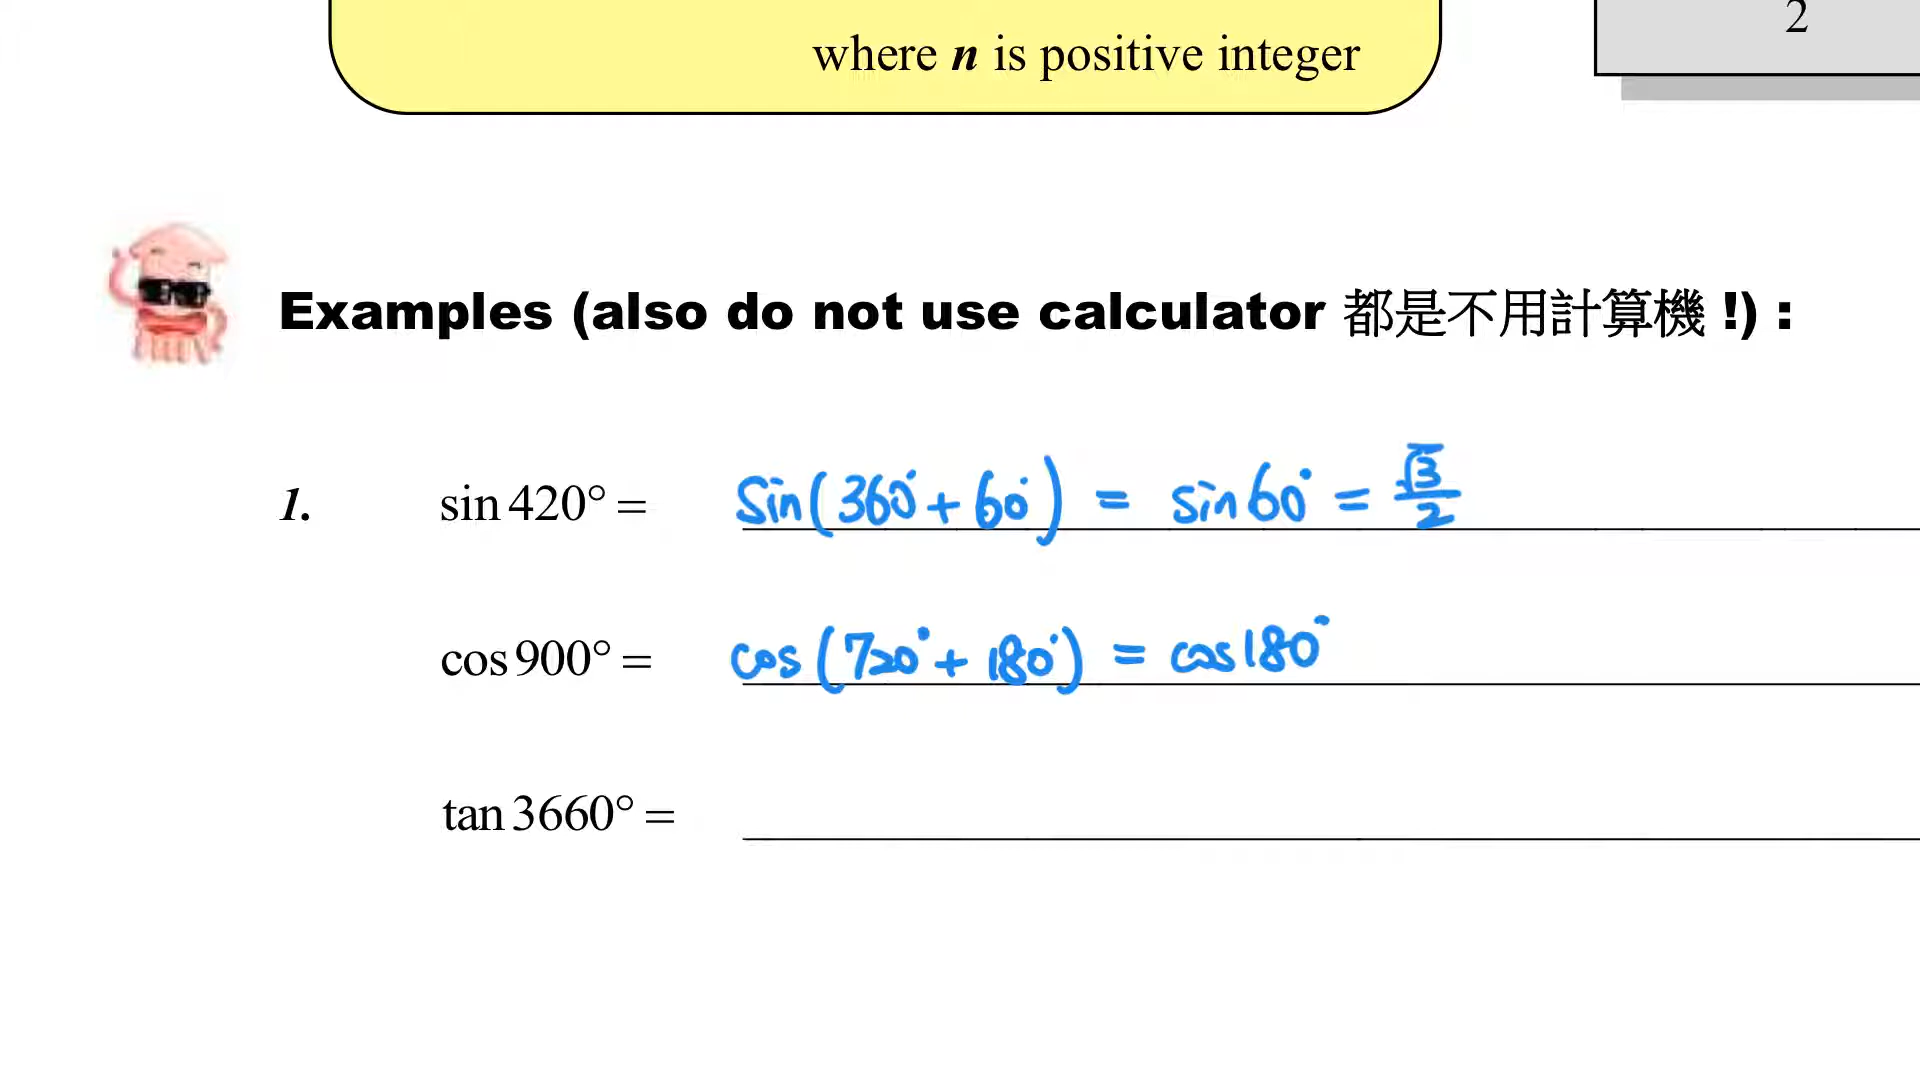 where n is positive integer
2
Examples (also do not use calculator 都是不用計算機 !) :
1. sin 420° = sin(360° + 60°) = sin 60° = √3/2
cos 900° = cos(720° + 180°) = cos 180°
tan 3660° =